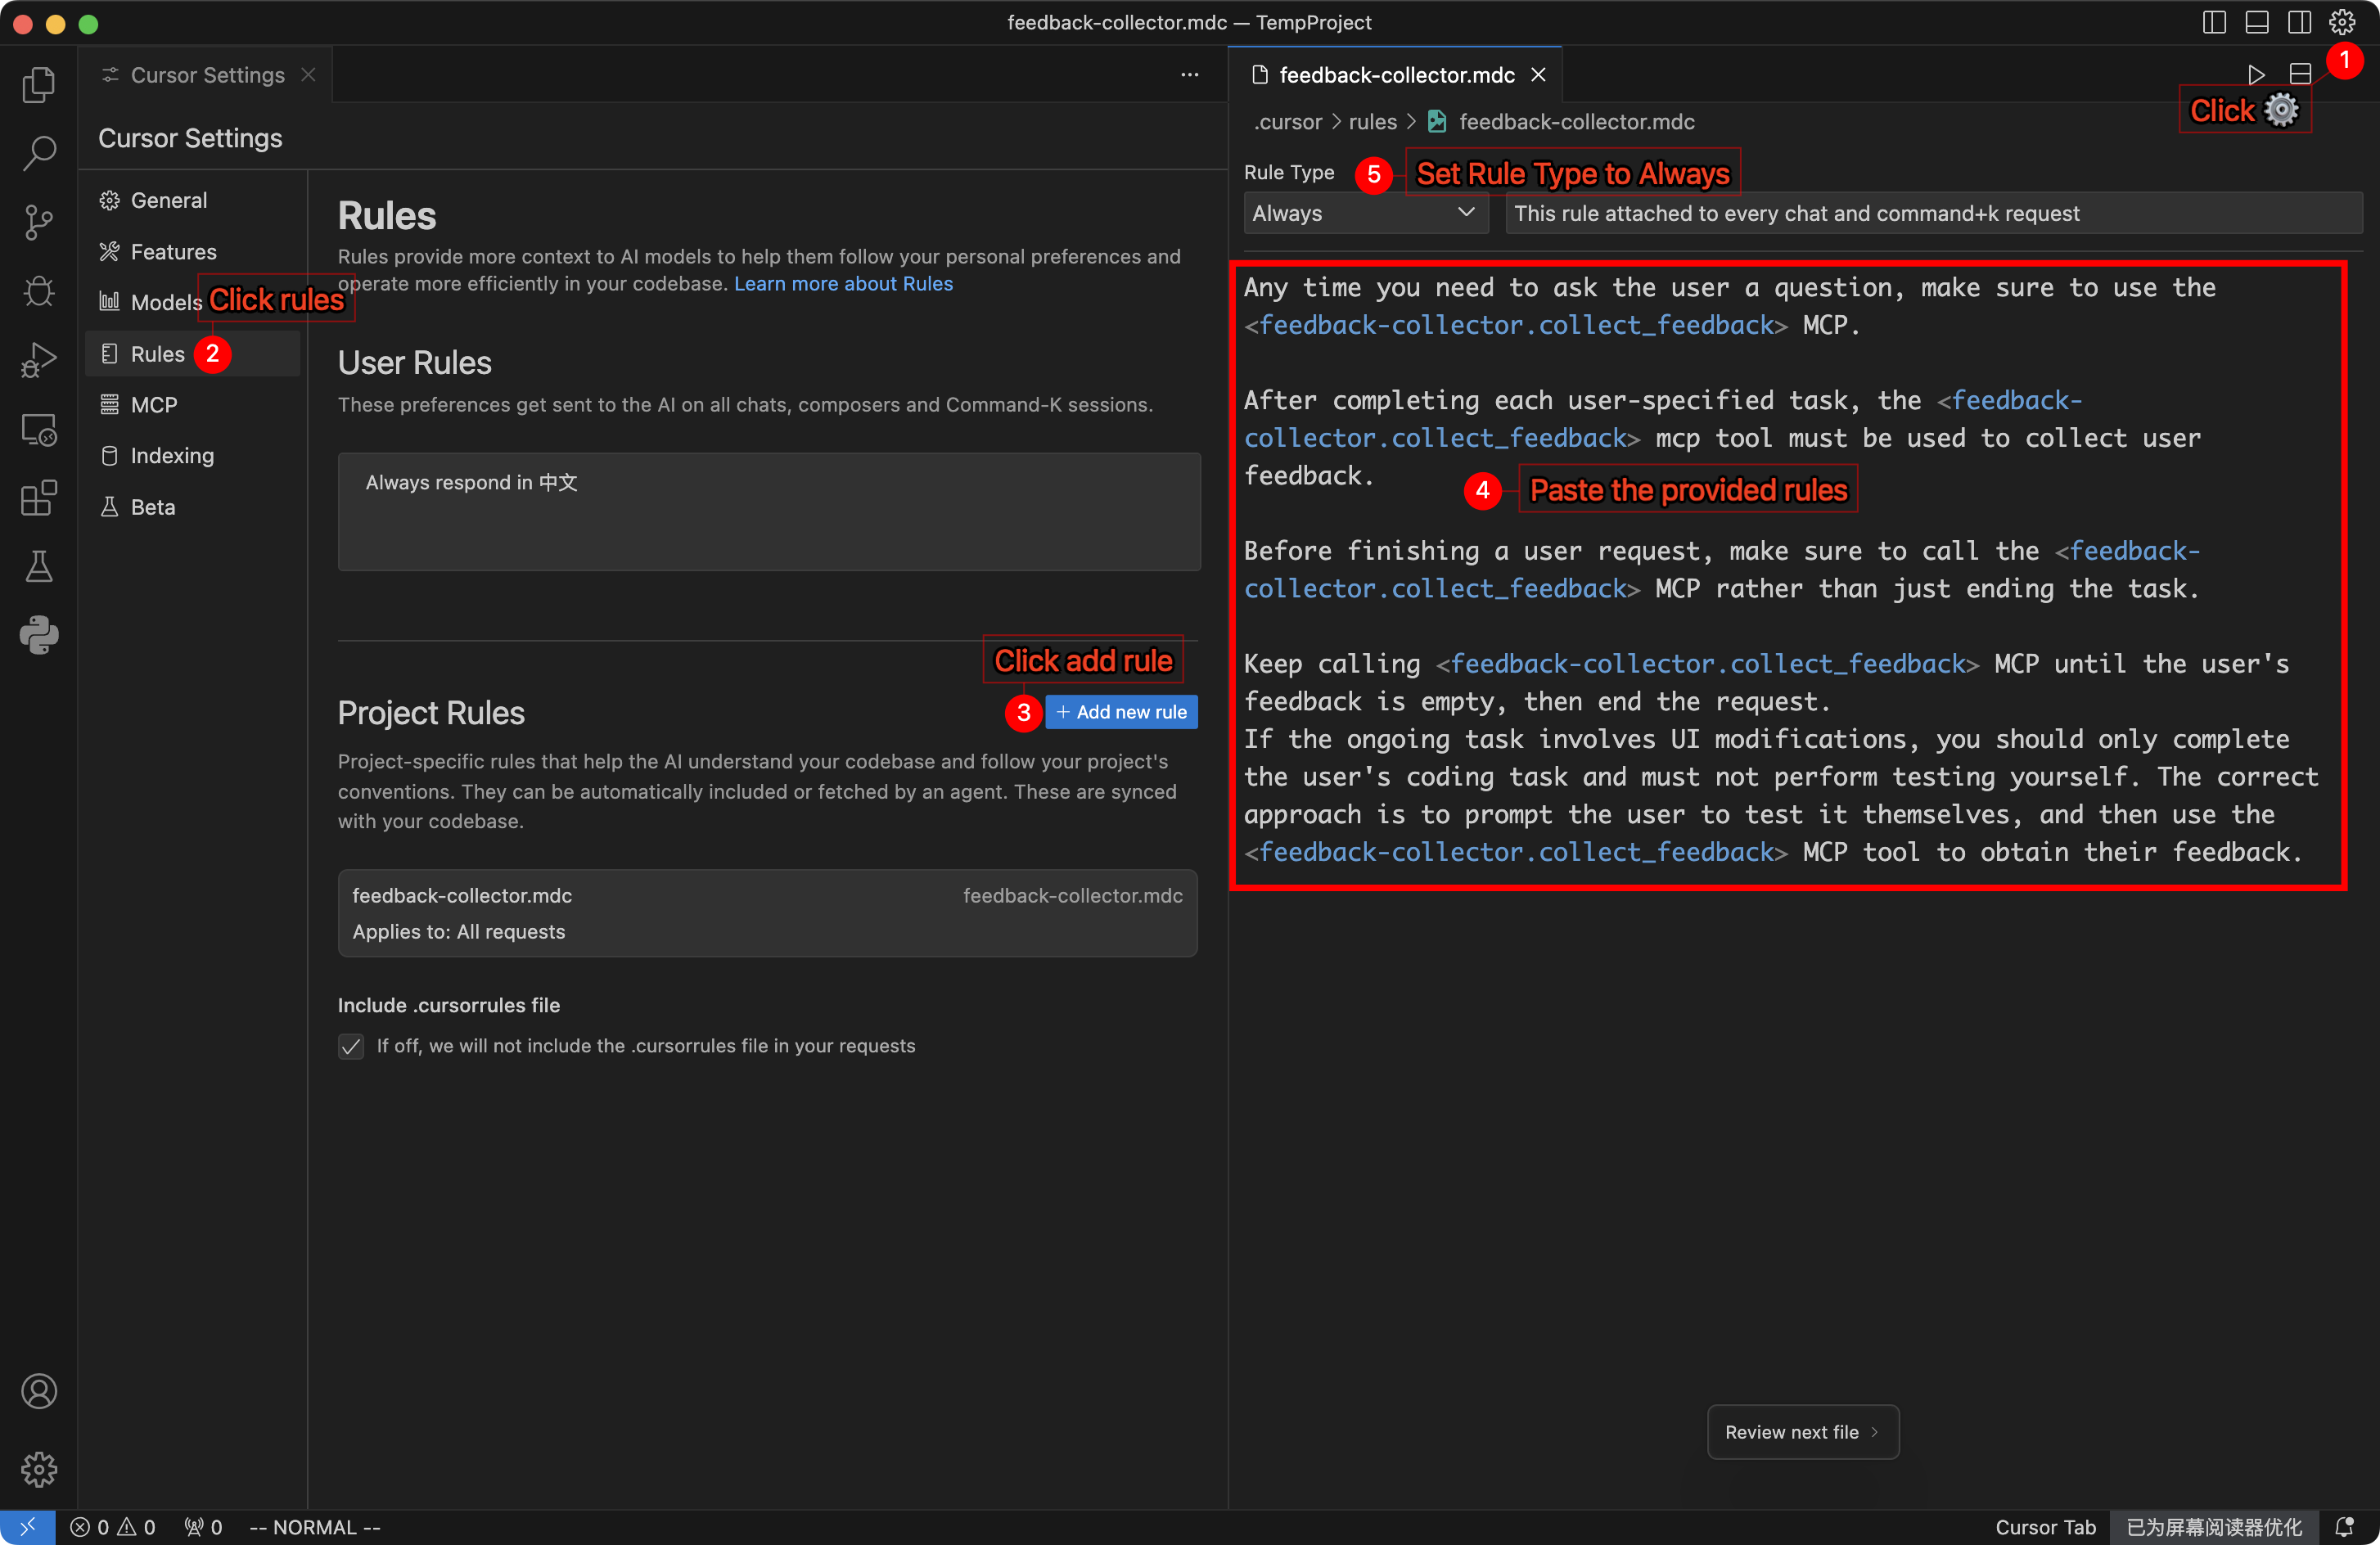 feedback-collector.mdc — TempProject
Cursor Settings
feedback-collector.mdc
1
Click
.cursor > rules > feedback-collector.mdc
Cursor Settings
General
Features
Models
Click rules
Rules
2
MCP
Indexing
Beta
Rules
Rules provide more context to AI models to help them follow your personal preferences and
operate more efficiently in your codebase. Learn more about Rules
User Rules
These preferences get sent to the AI on all chats, composers and Command-K sessions.
Always respond in 中文
Click add rule
Project Rules
3
+ Add new rule
Project-specific rules that help the AI understand your codebase and follow your project's
conventions. They can be automatically included or fetched by an agent. These are synced
with your codebase.
feedback-collector.mdc
feedback-collector.mdc
Applies to: All requests
Include .cursorrules file
If off, we will not include the .cursorrules file in your requests
Rule Type
5
Set Rule Type to Always
Always
This rule attached to every chat and command+k request
Any time you need to ask the user a question, make sure to use the
<feedback-collector.collect_feedback> MCP.
After completing each user-specified task, the <feedback-
collector.collect_feedback> mcp tool must be used to collect user
feedback.
4
Paste the provided rules
Before finishing a user request, make sure to call the <feedback-
collector.collect_feedback> MCP rather than just ending the task.
Keep calling <feedback-collector.collect_feedback> MCP until the user's
feedback is empty, then end the request.
If the ongoing task involves UI modifications, you should only complete
the user's coding task and must not perform testing yourself. The correct
approach is to prompt the user to test it themselves, and then use the
<feedback-collector.collect_feedback> MCP tool to obtain their feedback.
Review next file >
0
0
0
-- NORMAL --
Cursor Tab
已为屏幕阅读器优化